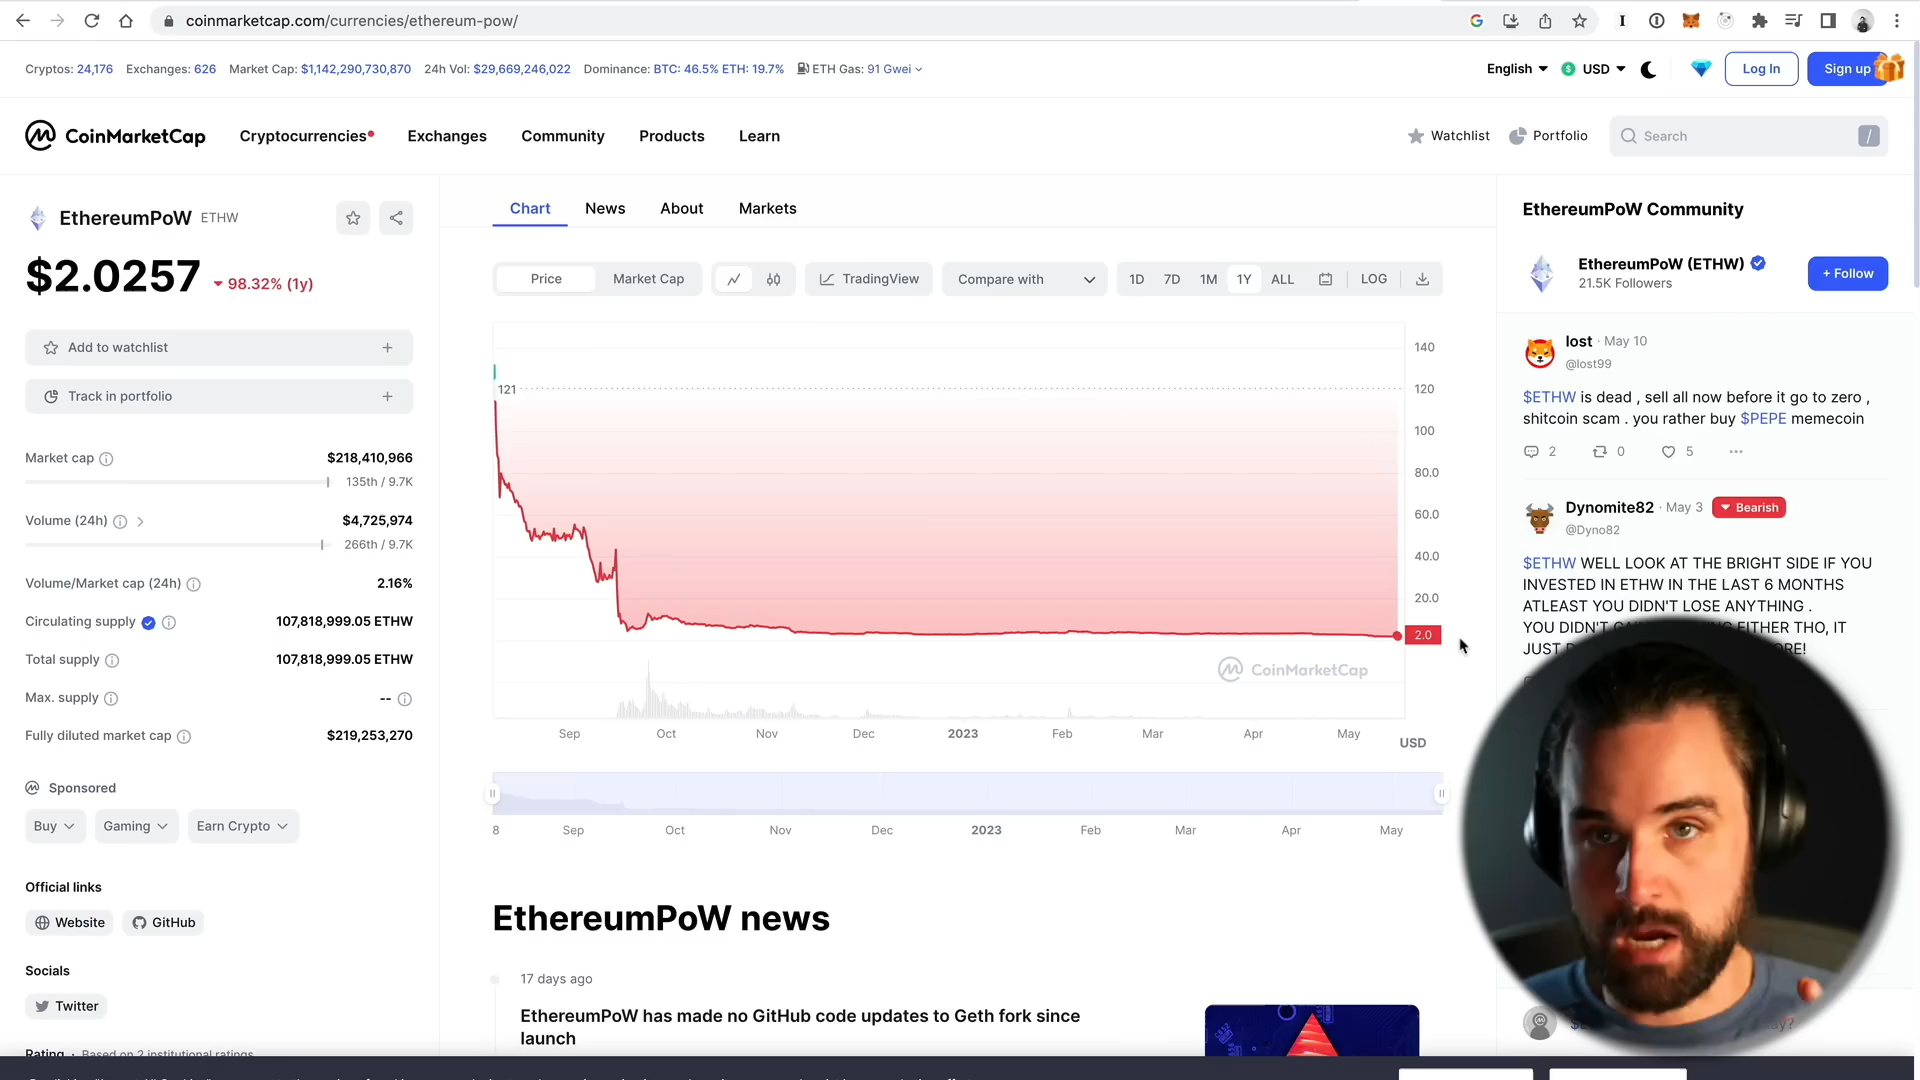 coinmarketcap.com/currencies/ethereum-pow/
Cryptos: 24,176 Exchanges: 626 Market Cap: $1,142,290,730,870 24h Vol: $29,669,246,022 Dominance: BTC: 46.5% ETH: 19.7% ETH Gas: 91 Gwei
English USD Log In Sign up
CoinMarketCap Cryptocurrencies Exchanges Community Products Learn Watchlist Portfolio Search /
EthereumPoW ETHW
$2.0257 98.32% (1y)
Add to watchlist +
Track in portfolio +
Market cap $218,410,966
135th / 9.7K
Volume (24h) $4,725,974
266th / 9.7K
Volume/Market cap (24h) 2.16%
Circulating supply 107,818,999.05 ETHW
Total supply 107,818,999.05 ETHW
Max. supply --
Fully diluted market cap $219,253,270
Sponsored
Buy Gaming Earn Crypto
Official links
Website GitHub
Socials
Twitter
Rating · Based on 2 institutional ratings
Chart News About Markets
Price Market Cap TradingView Compare with 1D 7D 1M 1Y ALL LOG
140
121
120
100
80.0
60.0
40.0
20.0
2.0
CoinMarketCap
Sep Oct Nov Dec 2023 Feb Mar Apr May
USD
8 Sep Oct Nov Dec 2023 Feb Mar Apr May
EthereumPoW news
17 days ago
EthereumPoW has made no GitHub code updates to Geth fork since
launch
EthereumPoW Community
EthereumPoW (ETHW)
21.5K Followers
+ Follow
lost · May 10
@lost99
$ETHW is dead , sell all now before it go to zero ,
shitcoin scam . you rather buy $PEPE memecoin
2 0 5
Dynomite82 · May 3 Bearish
@Dyno82
$ETHW WELL LOOK AT THE BRIGHT SIDE IF YOU
INVESTED IN ETHW IN THE LAST 6 MONTHS
ATLEAST YOU DIDN'T LOSE ANYTHING .
YOU DIDN'T EITHER THO, IT
JUST